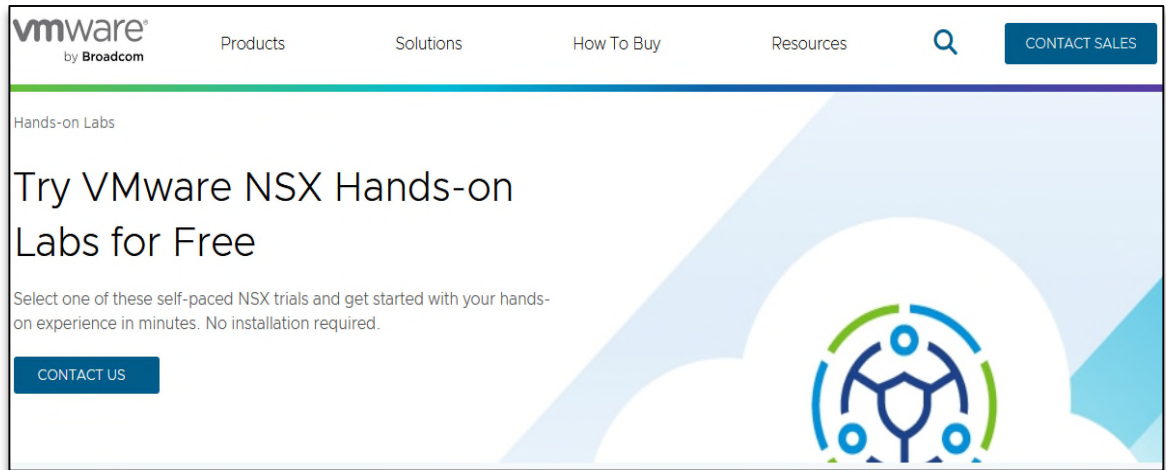 vmware®
by Broadcom
Products
Solutions
How To Buy
Resources
CONTACT SALES
Hands-on Labs
Try VMware NSX Hands-on
Labs for Free
Select one of these self-paced NSX trials and get started with your hands-
on experience in minutes. No installation required.
CONTACT US